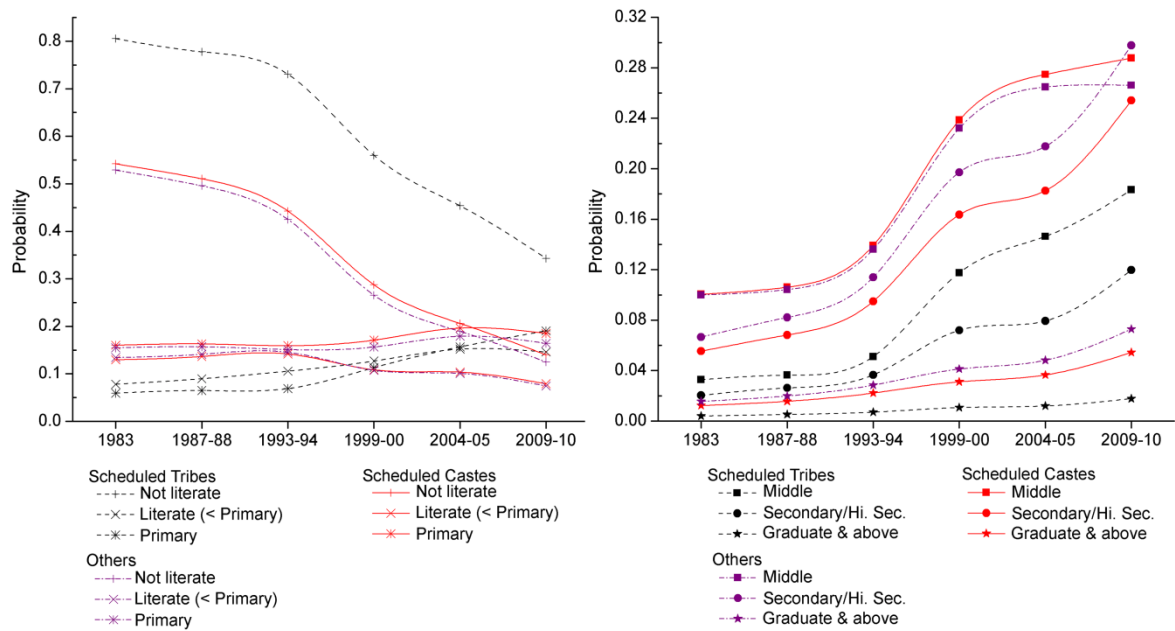 0.8
0.7
0.6
0.5
0.4
0.3
0.2
0.1
0.0
Probability
1983 1987-88 1993-94 1999-00 2004-05 2009-10
Scheduled Tribes
Not literate
Literate (< Primary)
Primary
Scheduled Castes
Not literate
Literate (< Primary)
Primary
Others
Not literate
Literate (< Primary)
Primary
0.32
0.28
0.24
0.20
0.16
0.12
0.08
0.04
0.00
Probability
1983 1987-88 1993-94 1999-00 2004-05 2009-10
Scheduled Tribes
Middle
Secondary/Hi. Sec.
Graduate & above
Scheduled Castes
Middle
Secondary/Hi. Sec.
Graduate & above
Others
Middle
Secondary/Hi. Sec.
Graduate & above